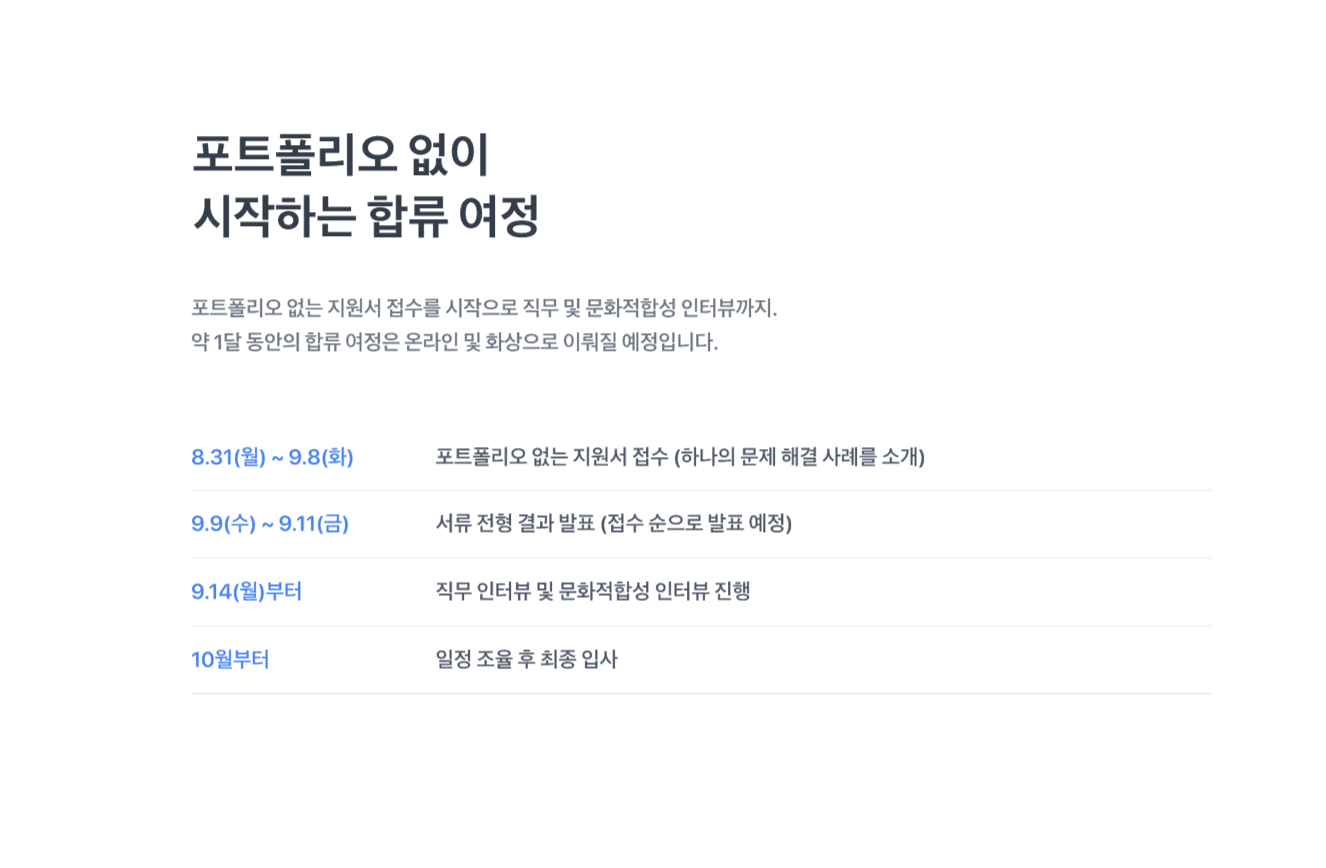 포트폴리오 없이
시작하는 합류 여정
포트폴리오 없는 지원서 접수를 시작으로 직무 및 문화적합성 인터뷰까지.
약 1달 동안의 합류 여정은 온라인 및 화상으로 이뤄질 예정입니다.
8.31(월) ~ 9.8(화) 포트폴리오 없는 지원서 접수 (하나의 문제 해결 사례를 소개)
9.9(수) ~ 9.11(금) 서류 전형 결과 발표 (접수 순으로 발표 예정)
9.14(월)부터 직무 인터뷰 및 문화적합성 인터뷰 진행
10월부터 일정 조율 후 최종 입사